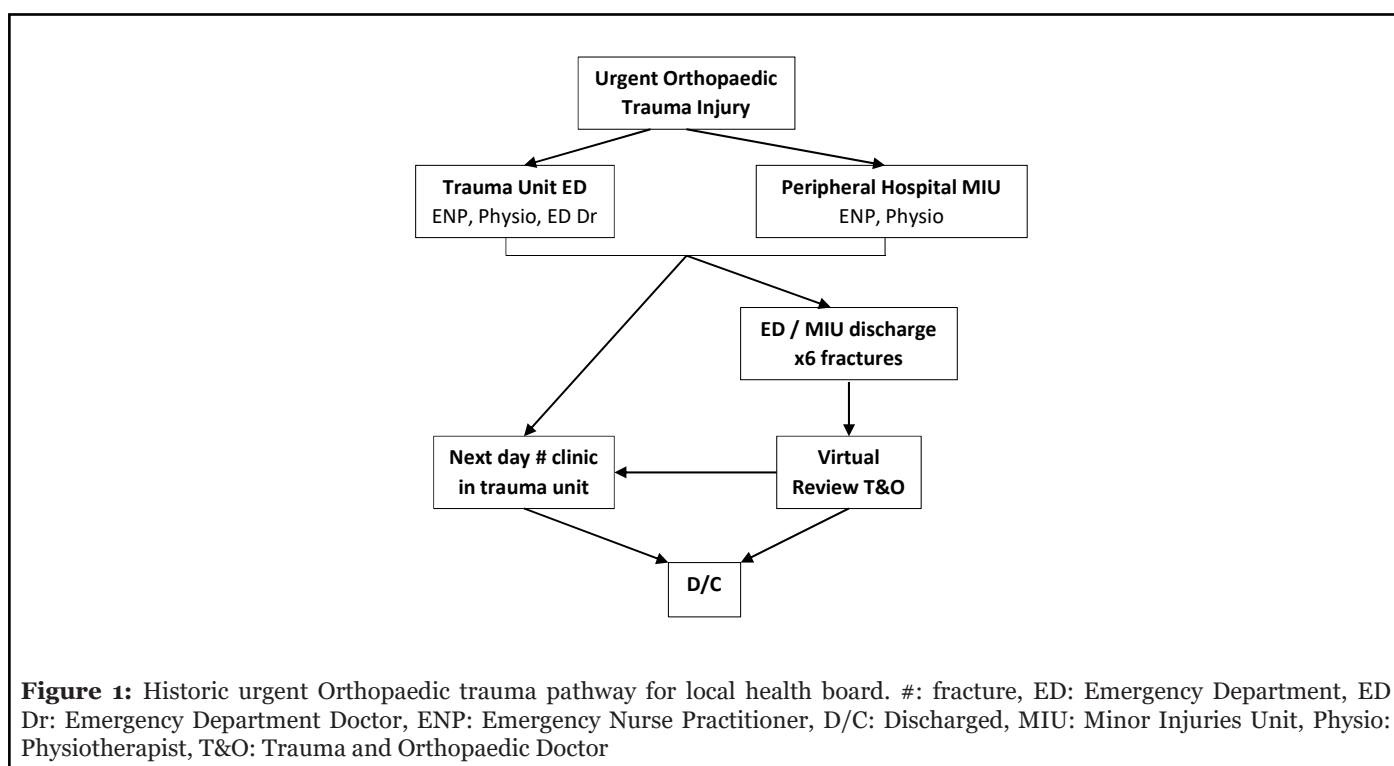 Urgent Orthopaedic
Trauma Injury
Trauma Unit ED
ENP, Physio, ED Dr
Peripheral Hospital MIU
ENP, Physio
ED / MIU discharge
x6 fractures
Next day # clinic
in trauma unit
Virtual
Review T&O
D/C
Figure 1: Historic urgent Orthopaedic trauma pathway for local health board. #: fracture, ED: Emergency Department, ED
Dr: Emergency Department Doctor, ENP: Emergency Nurse Practitioner, D/C: Discharged, MIU: Minor Injuries Unit, Physio:
Physiotherapist, T&O: Trauma and Orthopaedic Doctor